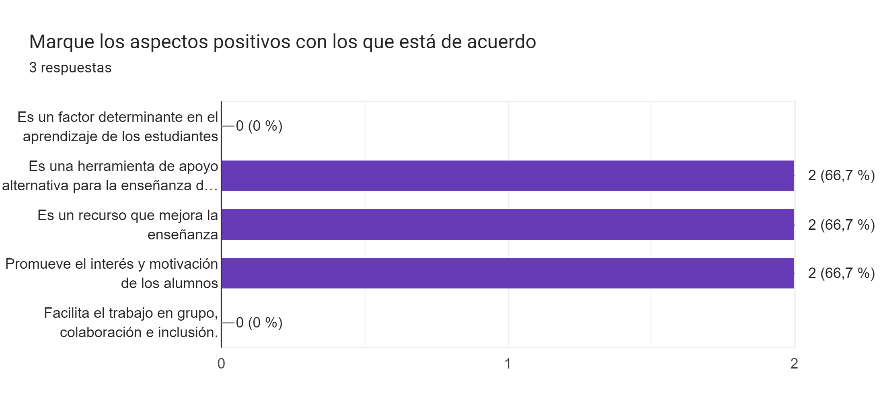 Marque los aspectos positivos con los que está de acuerdo
3 respuestas
Es un factor determinante en el
aprendizaje de los estudiantes
0 (0 %)
Es una herramienta de apoyo
alternativa para la enseñanza d…
2 (66,7 %)
Es un recurso que mejora la
enseñanza
2 (66,7 %)
Promueve el interés y motivación
de los alumnos
2 (66,7 %)
Facilita el trabajo en grupo,
colaboración e inclusión.
0 (0 %)
0
1
2